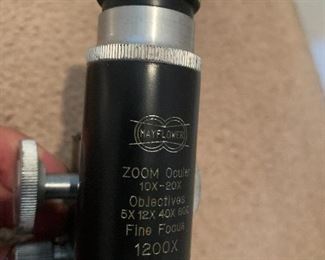 MAYFLOWER
ZOOM Ocular
10X-20X
Objectives
5X 12X 40X 60X
Fine Focus
1200X